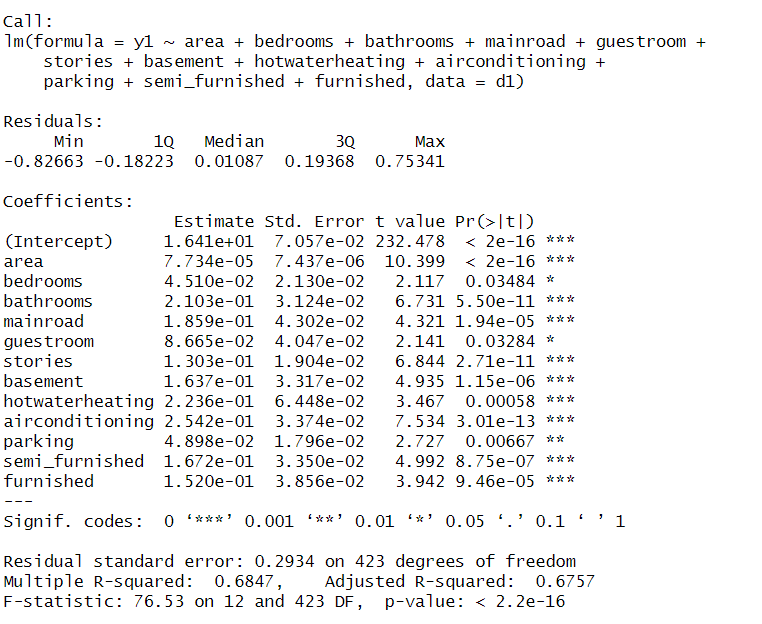 Call:
lm(formula = y1 ~ area + bedrooms + bathrooms + mainroad + guestroom +
    stories + basement + hotwaterheating + airconditioning +
    parking + semi_furnished + furnished, data = d1)

Residuals:
     Min       1Q   Median       3Q      Max
-0.82663 -0.18223  0.01087  0.19368  0.75341

Coefficients:
                 Estimate Std. Error t value Pr(>|t|)
(Intercept)     1.641e+01  7.057e-02 232.478  < 2e-16 ***
area            7.734e-05  7.437e-06  10.399  < 2e-16 ***
bedrooms        4.510e-02  2.130e-02   2.117  0.03484 *
bathrooms       2.103e-01  3.124e-02   6.731 5.50e-11 ***
mainroad        1.859e-01  4.302e-02   4.321 1.94e-05 ***
guestroom       8.665e-02  4.047e-02   2.141  0.03284 *
stories         1.303e-01  1.904e-02   6.844 2.71e-11 ***
basement        1.637e-01  3.317e-02   4.935 1.15e-06 ***
hotwaterheating 2.236e-01  6.448e-02   3.467  0.00058 ***
airconditioning 2.542e-01  3.374e-02   7.534 3.01e-13 ***
parking         4.898e-02  1.796e-02   2.727  0.00667 **
semi_furnished  1.672e-01  3.350e-02   4.992 8.75e-07 ***
furnished       1.520e-01  3.856e-02   3.942 9.46e-05 ***
---
Signif. codes:  0 ‘***’ 0.001 ‘**’ 0.01 ‘*’ 0.05 ‘.’ 0.1 ‘ ’ 1

Residual standard error: 0.2934 on 423 degrees of freedom
Multiple R-squared:  0.6847,    Adjusted R-squared:  0.6757
F-statistic: 76.53 on 12 and 423 DF,  p-value: < 2.2e-16